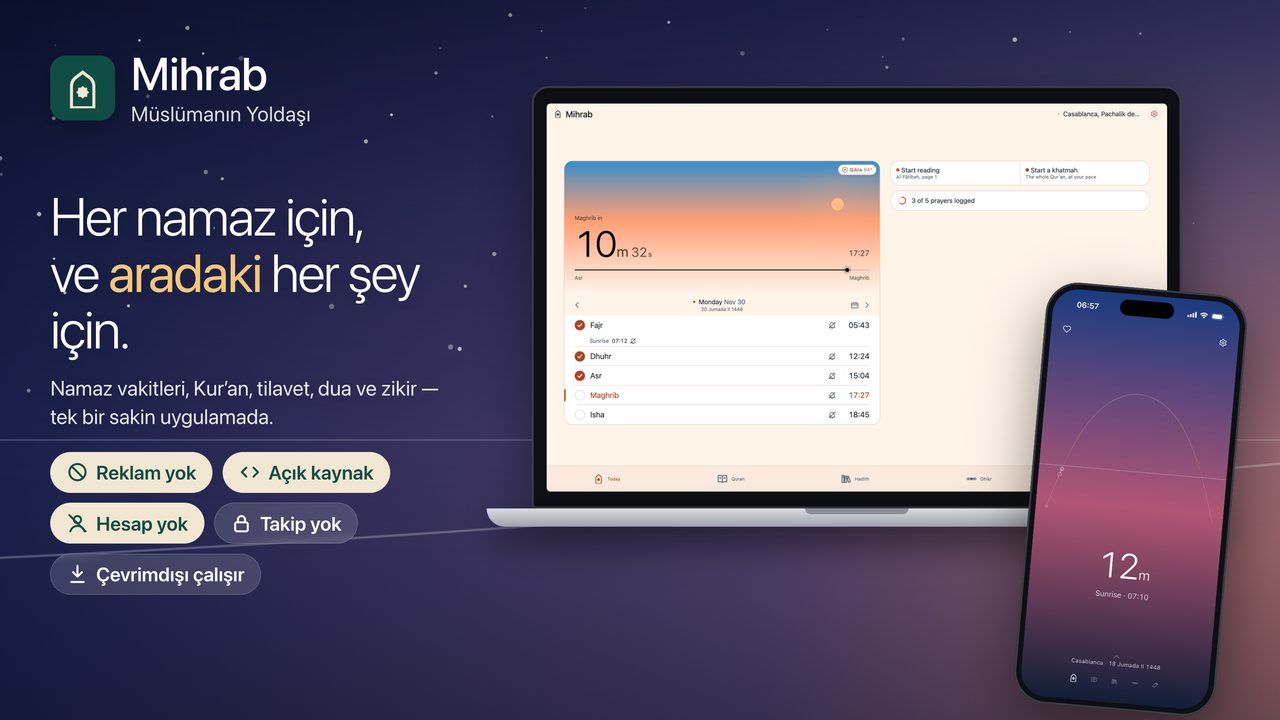 Mihrab
Müslümanın Yoldaşı
Her namaz için,
ve aradaki her şey
için.
Namaz vakitleri, Kur’an, tilavet, dua ve zikir —
tek bir sakin uygulamada.
Reklam yok
Açık kaynak
Hesap yok
Takip yok
Çevrimdışı çalışır
Mihrab
Casablanca, Pachalik de...
Qibla 94°
Maghrib in
10m 32s
17:27
Asr
Maghrib
Monday Nov 30
20 Jumada II 1448
Fajr 05:43
Sunrise 07:12
Dhuhr 12:24
Asr 15:04
Maghrib 17:27
Isha 18:45
Start reading
Al-Fātiḥah, page 1
Start a khatmah
The whole Qur'an, at your pace
3 of 5 prayers logged
Today
Quran
Hadith
Dhikr
06:57
12m
Sunrise · 07:10
Casablanca · 18 Jumada II 1448